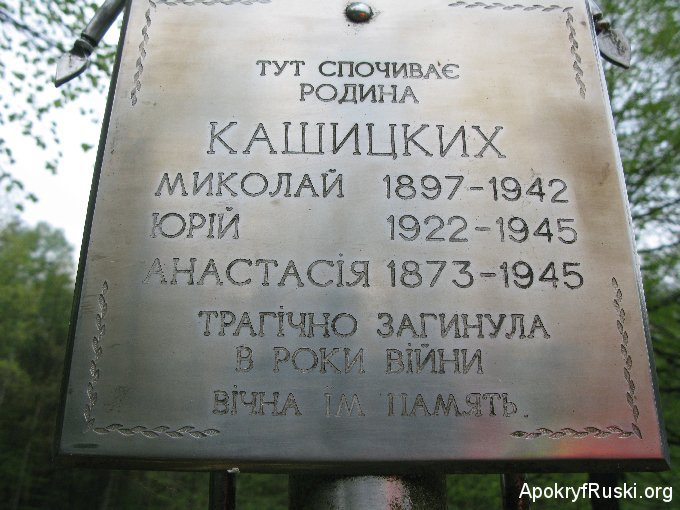 ТУТ СПОЧИВАЄ
РОДИНА
КАШИЦКИХ
МИКОЛАЙ 1897-1942
ЮРІЙ 1922-1945
АНАСТАСІЯ 1873-1945
ТРАГІЧНО ЗАГИНУЛА
В РОКИ ВІЙНИ
ВІЧНА ЇМ ПАМЯТЬ
ApokryfRuski.org